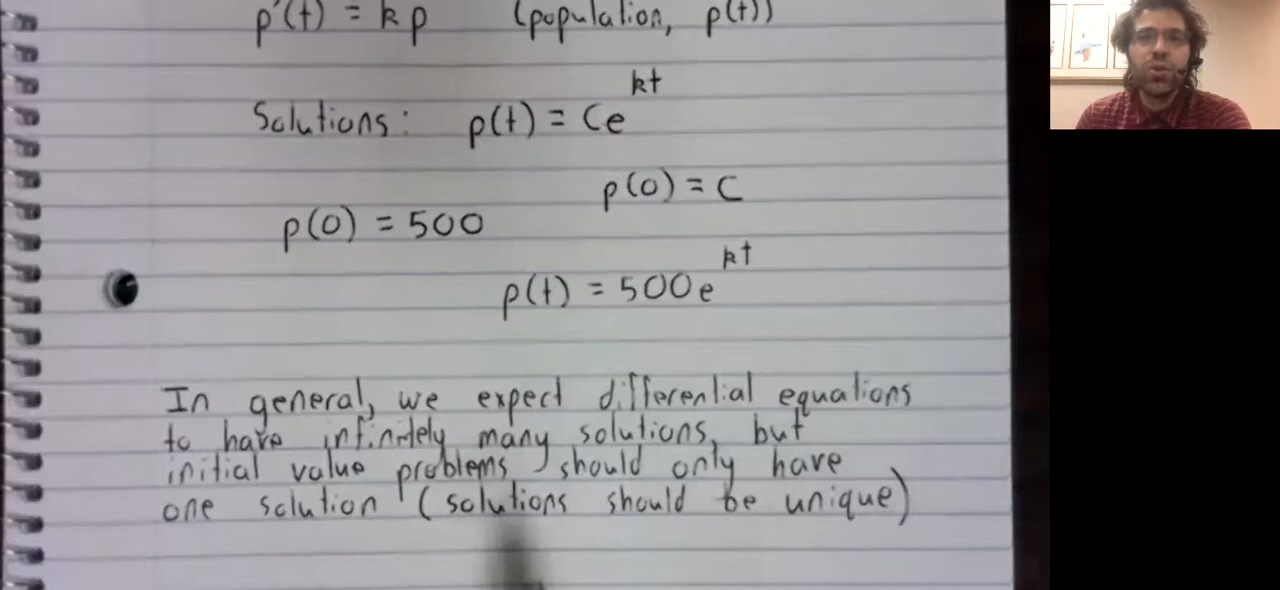 p'(t) = kp (population, p(t))
Solutions: p(t) = Ce^{kt}
p(0) = C
p(0) = 500
p(t) = 500e^{kt}
In general, we expect differential equations
to have infinitely many solutions, but
initial value problems should only have
one solution (solutions should be unique)